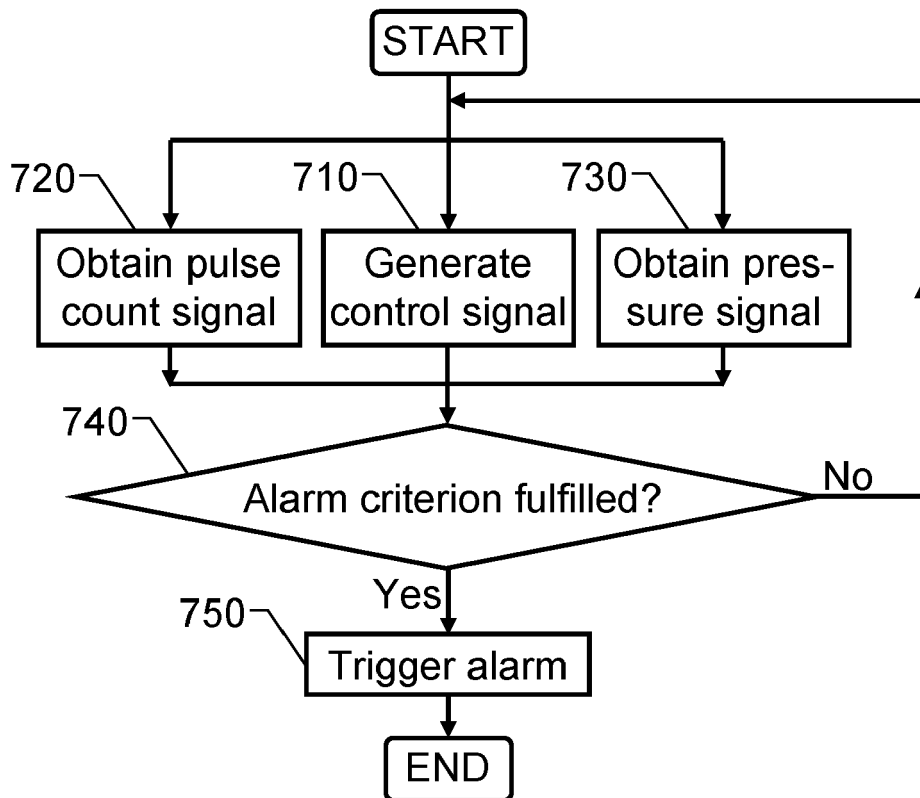 START
720
710
730
Obtain pulse
count signal
Generate
control signal
Obtain pres-
sure signal
740
Alarm criterion fulfilled?
No
Yes
750
Trigger alarm
END